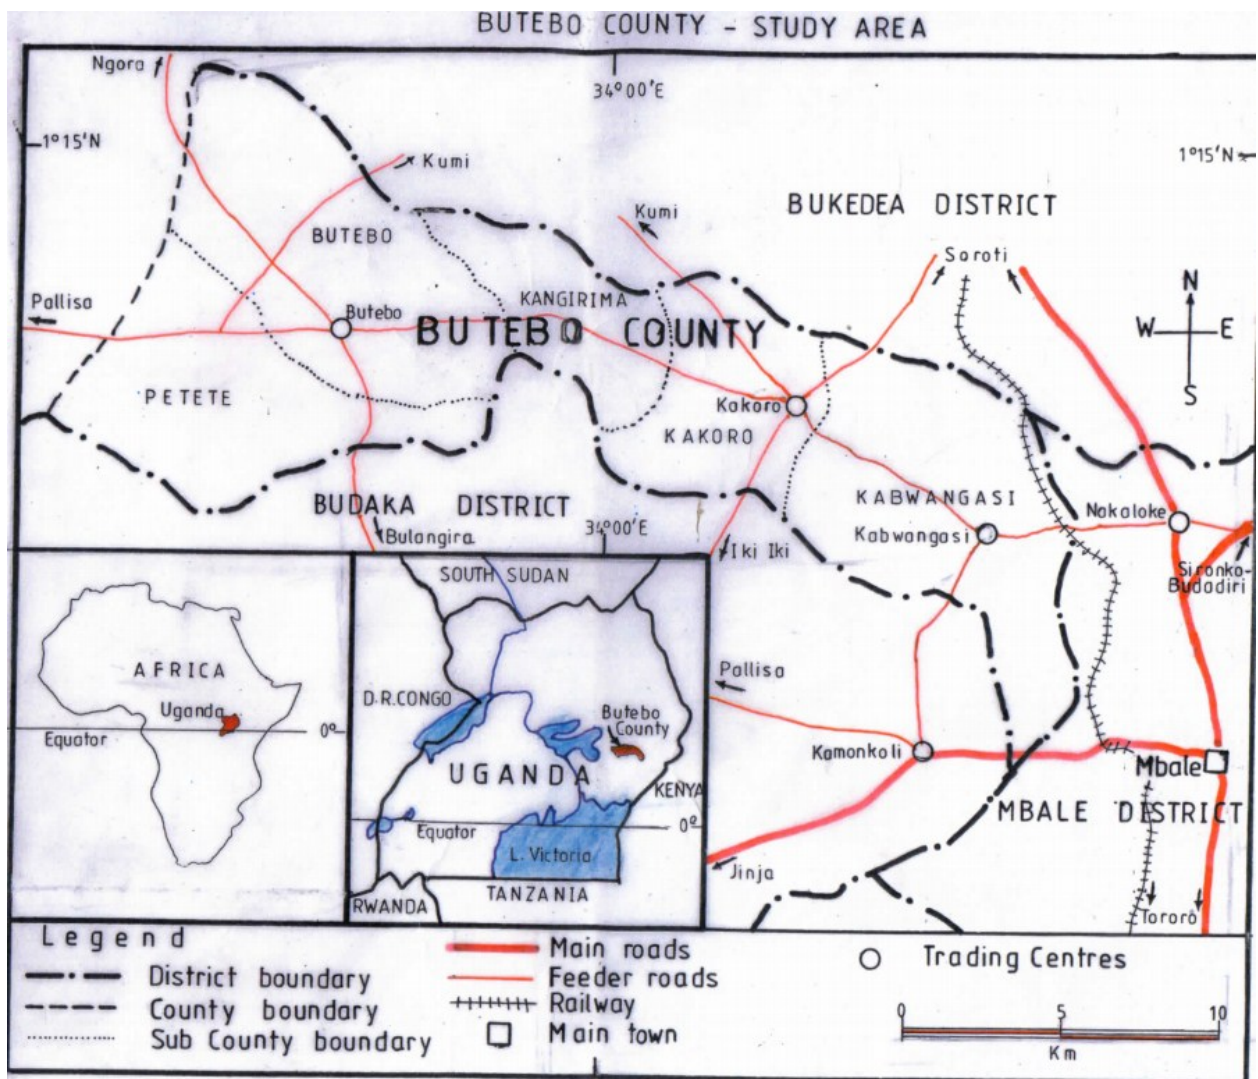 BUTEBO COUNTY - STUDY AREA
Ngora
34°00'E
1°15'N
1°15'N
Kumi
BUKEDEA DISTRICT
Kumi
BUTEBO
Soroti
N
Pallisa
Butebo
KANGIRIMA
BUTEBO COUNTY
W E
S
PETETE
Kakoro
KAKORO
KABWANGASI
BUDAKA DISTRICT
Nakaloke
34°00'E
Kabwangasi
Bulangira
Iki Iki
Sironko-
Budadiri
SOUTH SUDAN
AFRICA
Uganda
Equator
0°
D.R.CONGO
Butebo
County
UGANDA
KENYA
Equator
0°
L. Victoria
TANZANIA
RWANDA
Pallisa
Kamonkoli
Mbale
MBALE DISTRICT
Jinja
Tororo
Legend
District boundary
County boundary
Sub County boundary
Main roads
Feeder roads
Railway
Main town
Trading Centres
0 5 10
Km